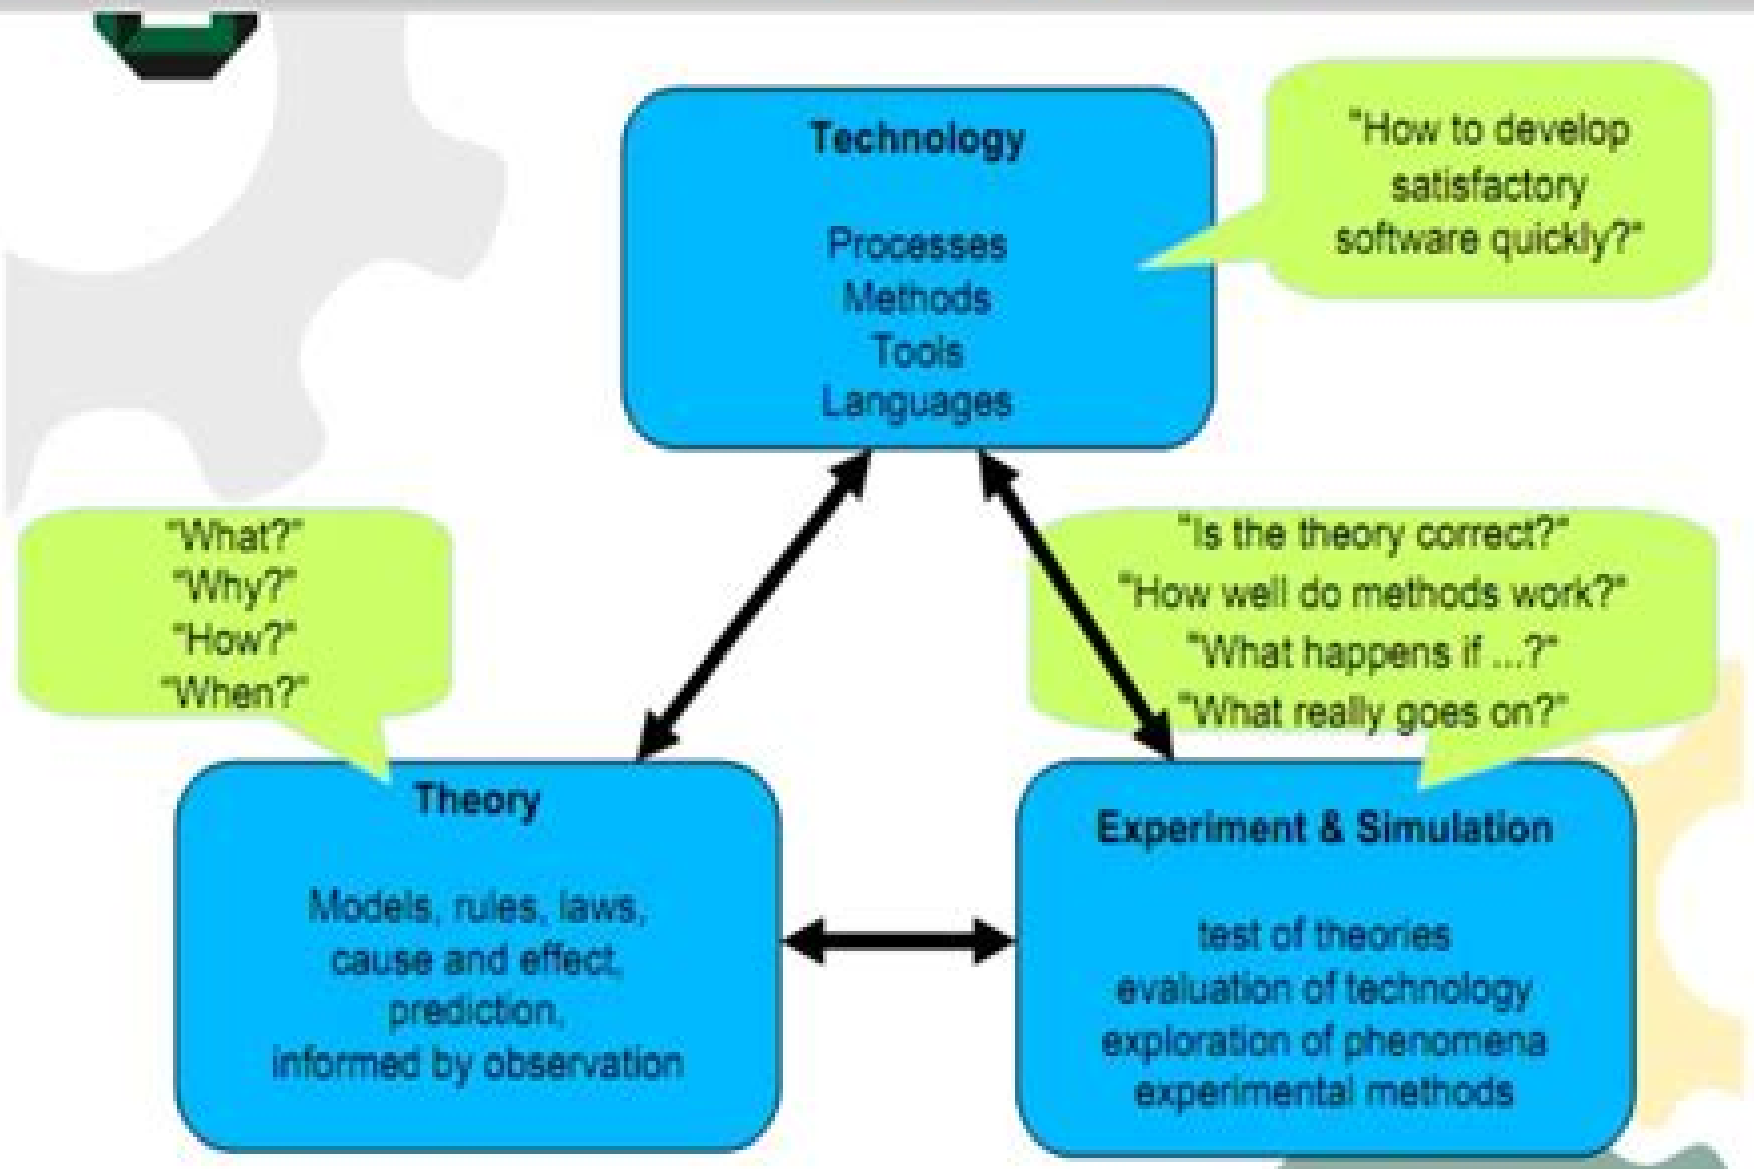 Technology
Processes
Methods
Tools
Languages
"How to develop
satisfactory
software quickly?"
"What?"
"Why?"
"How?"
"When?"
"Is the theory correct?"
"How well do methods work?"
"What happens if ...?"
"What really goes on?"
Theory
Models, rules, laws,
cause and effect,
prediction,
informed by observation
Experiment & Simulation
test of theories
evaluation of technology
exploration of phenomena
experimental methods